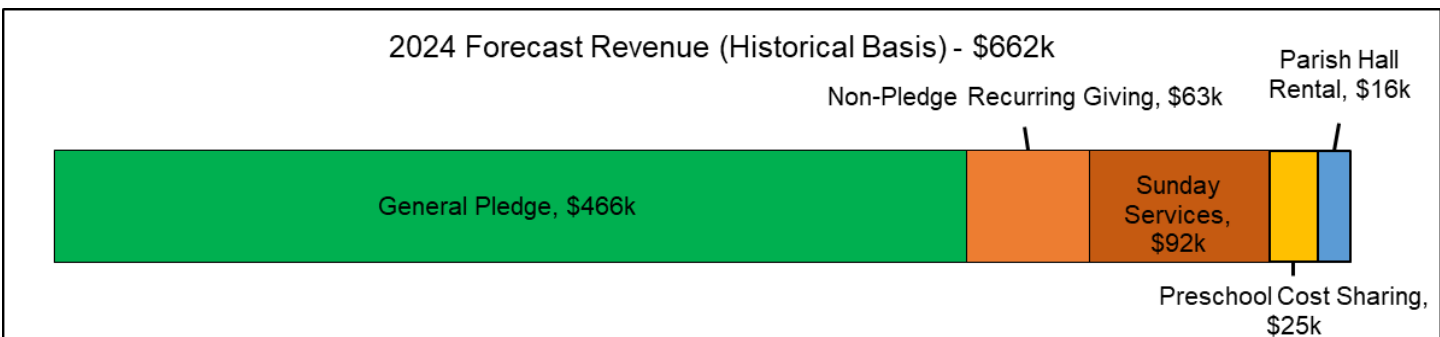 2024 Forecast Revenue (Historical Basis) - $662k
Parish Hall
Rental, $16k
Non-Pledge Recurring Giving, $63k
General Pledge, $466k
Sunday
Services,
$92k
Preschool Cost Sharing,
$25k